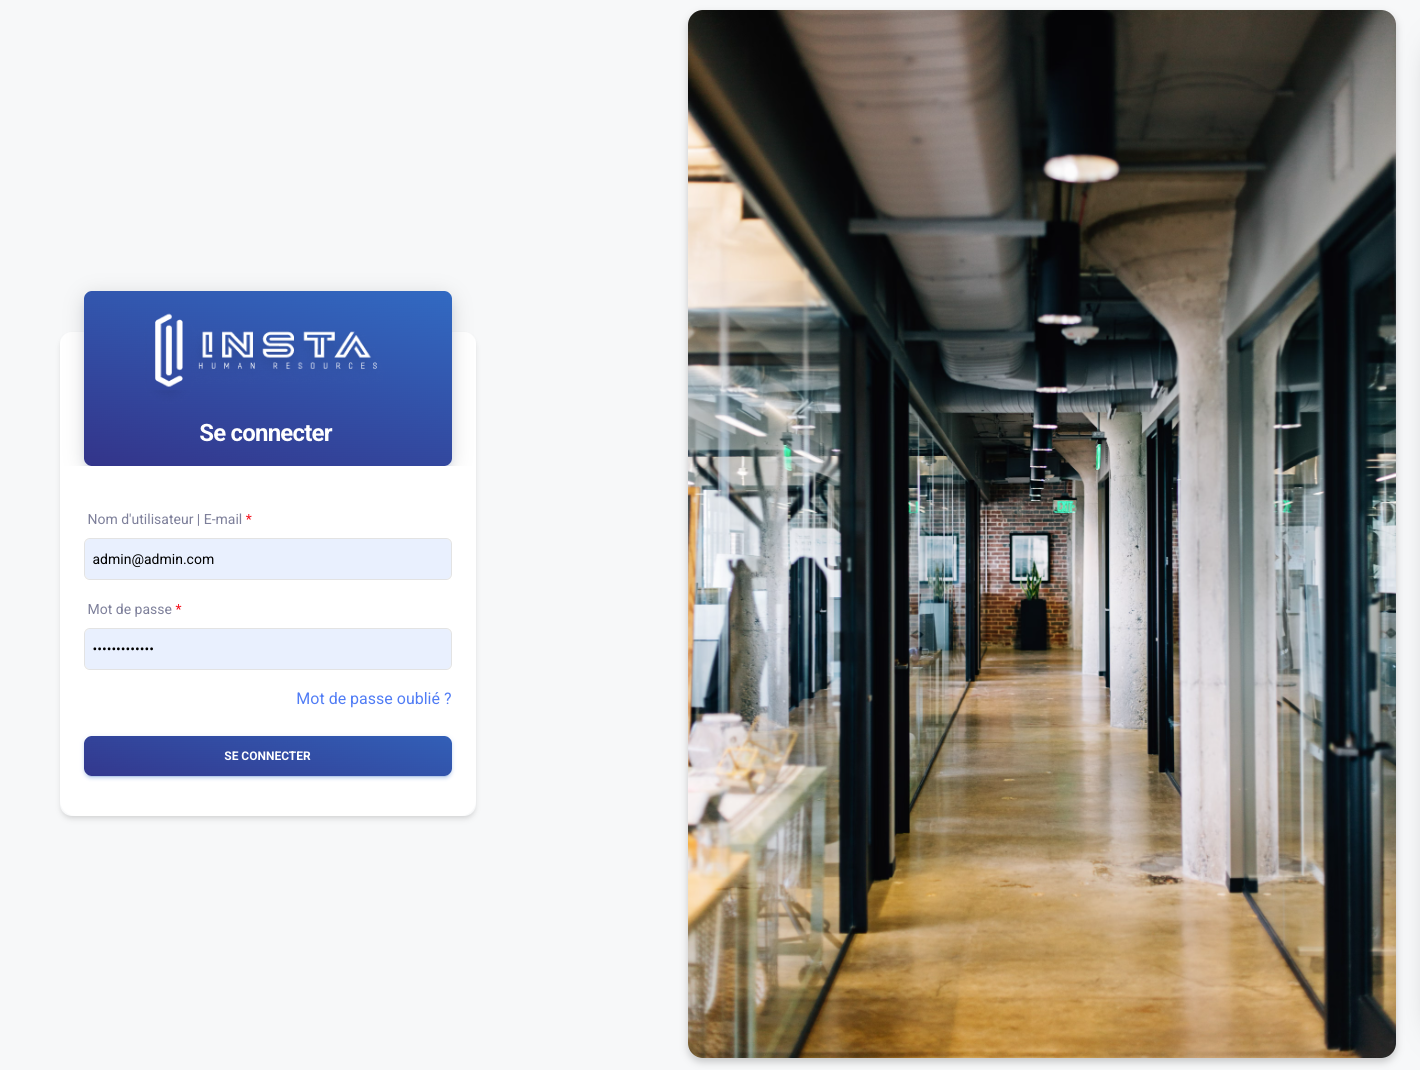 INSTA
HUMAN RESOURCES
Se connecter
Nom d'utilisateur | E-mail *
admin@admin.com
Mot de passe *
•••••••••••••
Mot de passe oublié ?
SE CONNECTER